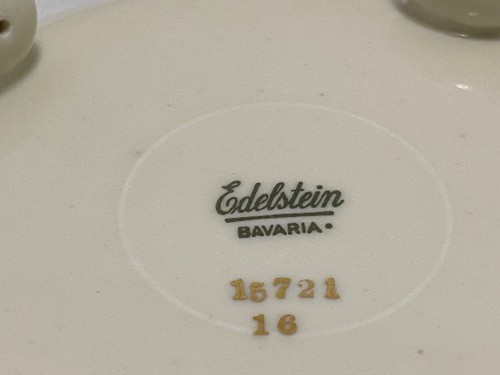 Edelstein
BAVARIA•
15721
16